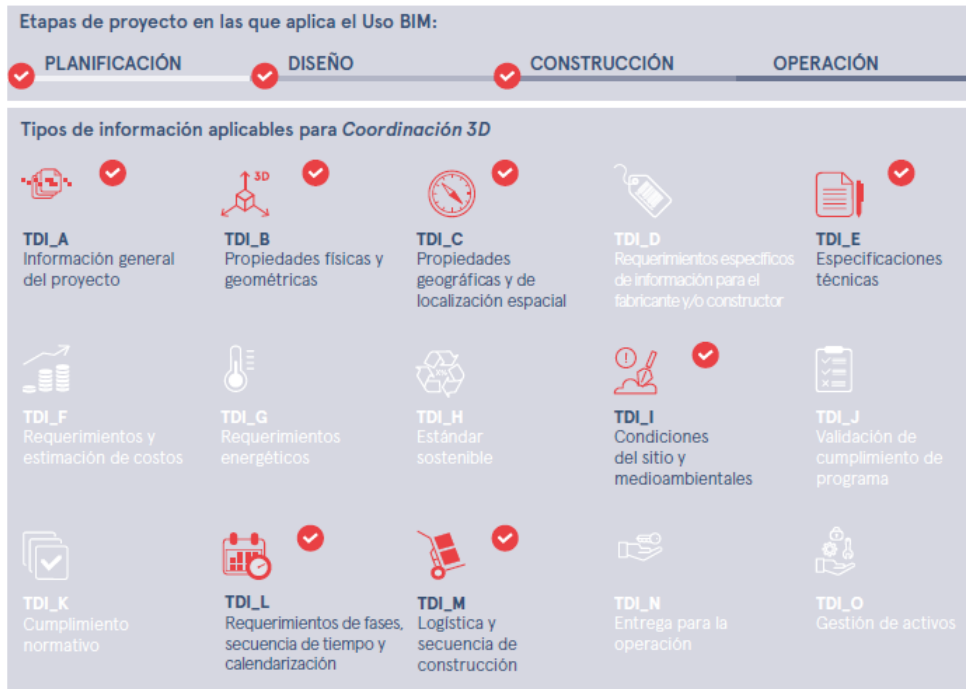 Etapas de proyecto en las que aplica el Uso BIM:
PLANIFICACIÓN DISEÑO CONSTRUCCIÓN OPERACIÓN
Tipos de información aplicables para Coordinación 3D
3D
TDI_A
Información general
del proyecto
TDI_B
Propiedades físicas y
geométricas
TDI_C
Propiedades
geográficas y de
localización espacial
TDI_D
Requerimientos específicos
de información para el
fabricante y/o constructor
TDI_E
Especificaciones
técnicas
TDI_F
Requerimientos y
estimación de costos
TDI_G
Requerimientos
energéticos
TDI_H
Estándar
sostenible
TDI_I
Condiciones
del sitio y
medioambientales
TDI_J
Validación de
cumplimiento de
programa
TDI_K
Cumplimiento
normativo
TDI_L
Requerimientos de fases,
secuencia de tiempo y
calendarización
TDI_M
Logística y
secuencia de
construcción
TDI_N
Entrega para la
operación
TDI_O
Gestión de activos